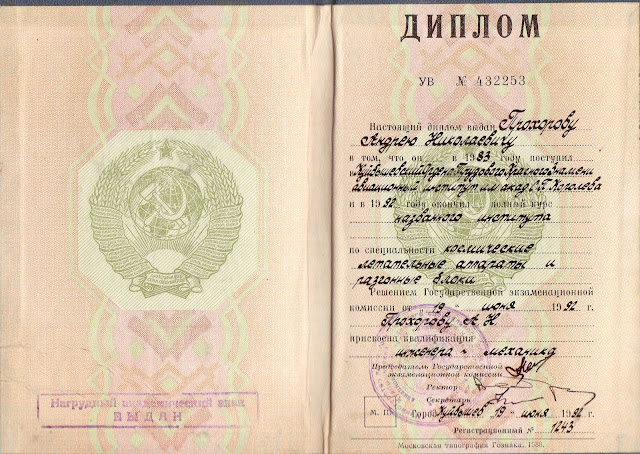 Нагрудный академический знак
ВЫДАН
ДИПЛОМ
УВ № 432253
Настоящий диплом выдан Прохорову
Андрею Николаевичу
в том, что он в 1983 году поступил
в Куйбышевский ордена Трудового Красного Знамени
авиационный институт им. акад. С.П. Королева
и в 1992 году окончил полный курс
названного института
по специальности космические
летательные аппараты и
разгонные блоки
Решением Государственной экзаменационной
комиссии от 19 июня 1992 г.
Прохорову А. Н.
присвоена квалификация
инженера - механика
Председатель Государственной
экзаменационной комиссии
Ректор
Секретарь
М. П. Город Куйбышев 19 июня 1992 г.
Регистрационный № 1243
Московская типография Гознака. 1988.